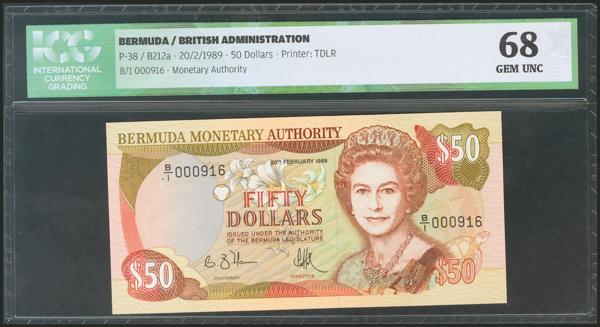 ICG
INTERNATIONAL
CURRENCY
GRADING
BERMUDA / BRITISH ADMINISTRATION
P-38 / B212a - 20/2/1989 - 50 Dollars - Printer: TDLR
B/1 000916 - Monetary Authority
68
GEM UNC
BERMUDA MONETARY AUTHORITY
$50
B/1 000916
20TH FEBRUARY 1989
FIFTY
DOLLARS
ISSUED UNDER THE AUTHORITY
OF THE BERMUDA LEGISLATURE
B/1 000916
CHAIRMAN
DIRECTOR
$50
$50